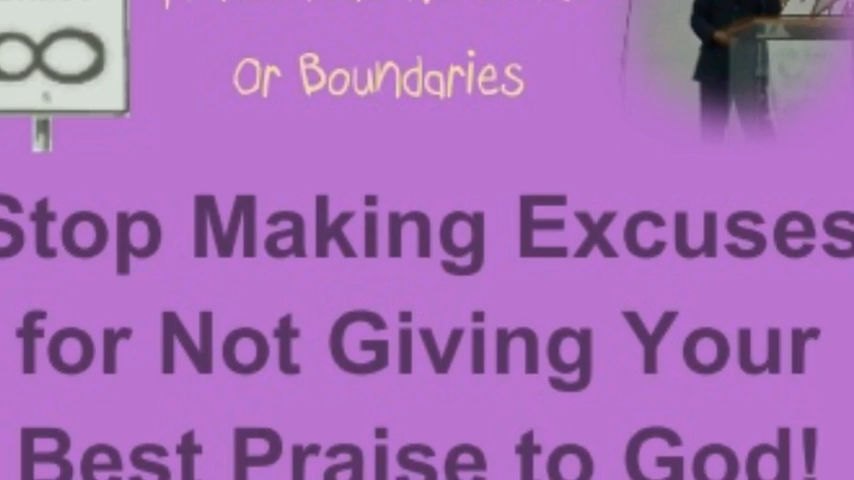 Or Boundaries
Stop Making Excuses
for Not Giving Your
Best Praise to God!